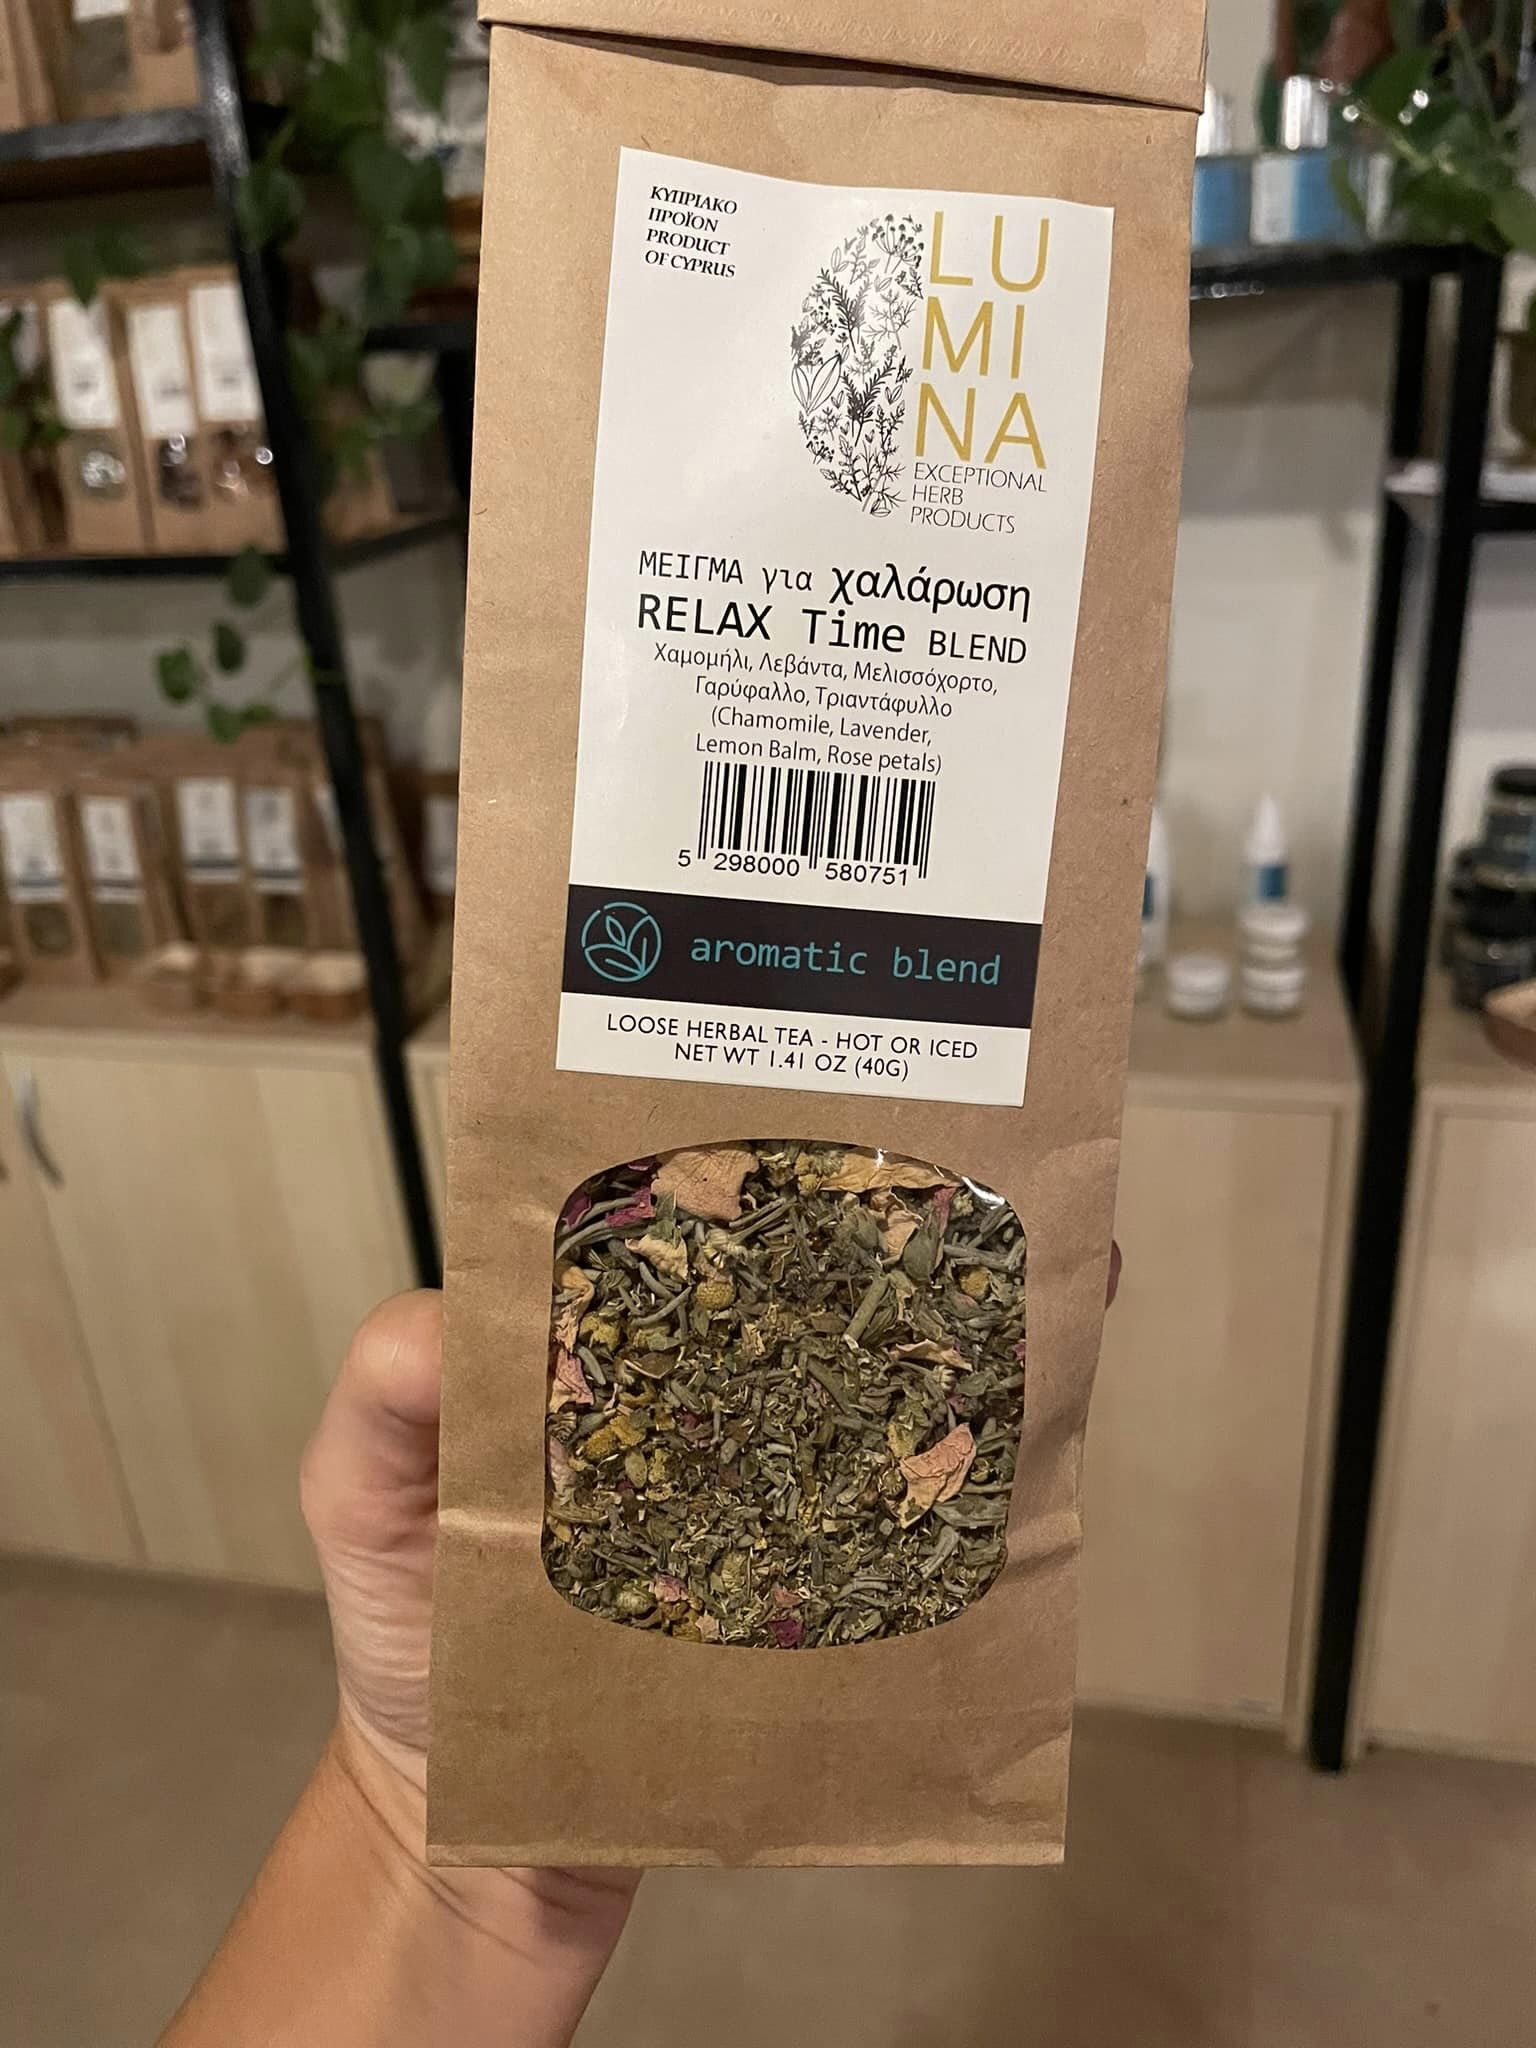 ΚΥΠΡΙΑΚΟ
ΠΡΟΪΟΝ
PRODUCT
OF CYPRUS
LU
MI
NA
EXCEPTIONAL
HERB
PRODUCTS
ΜΕΙΓΜΑ για χαλάρωση
RELAX Time BLEND
Χαμομήλι, Λεβάντα, Μελισσόχορτο,
Γαρύφαλλο, Τριαντάφυλλο
(Chamomile, Lavender,
Lemon Balm, Rose petals)
5 298000 580751
aromatic blend
LOOSE HERBAL TEA - HOT OR ICED
NET WT 1.41 OZ (40G)